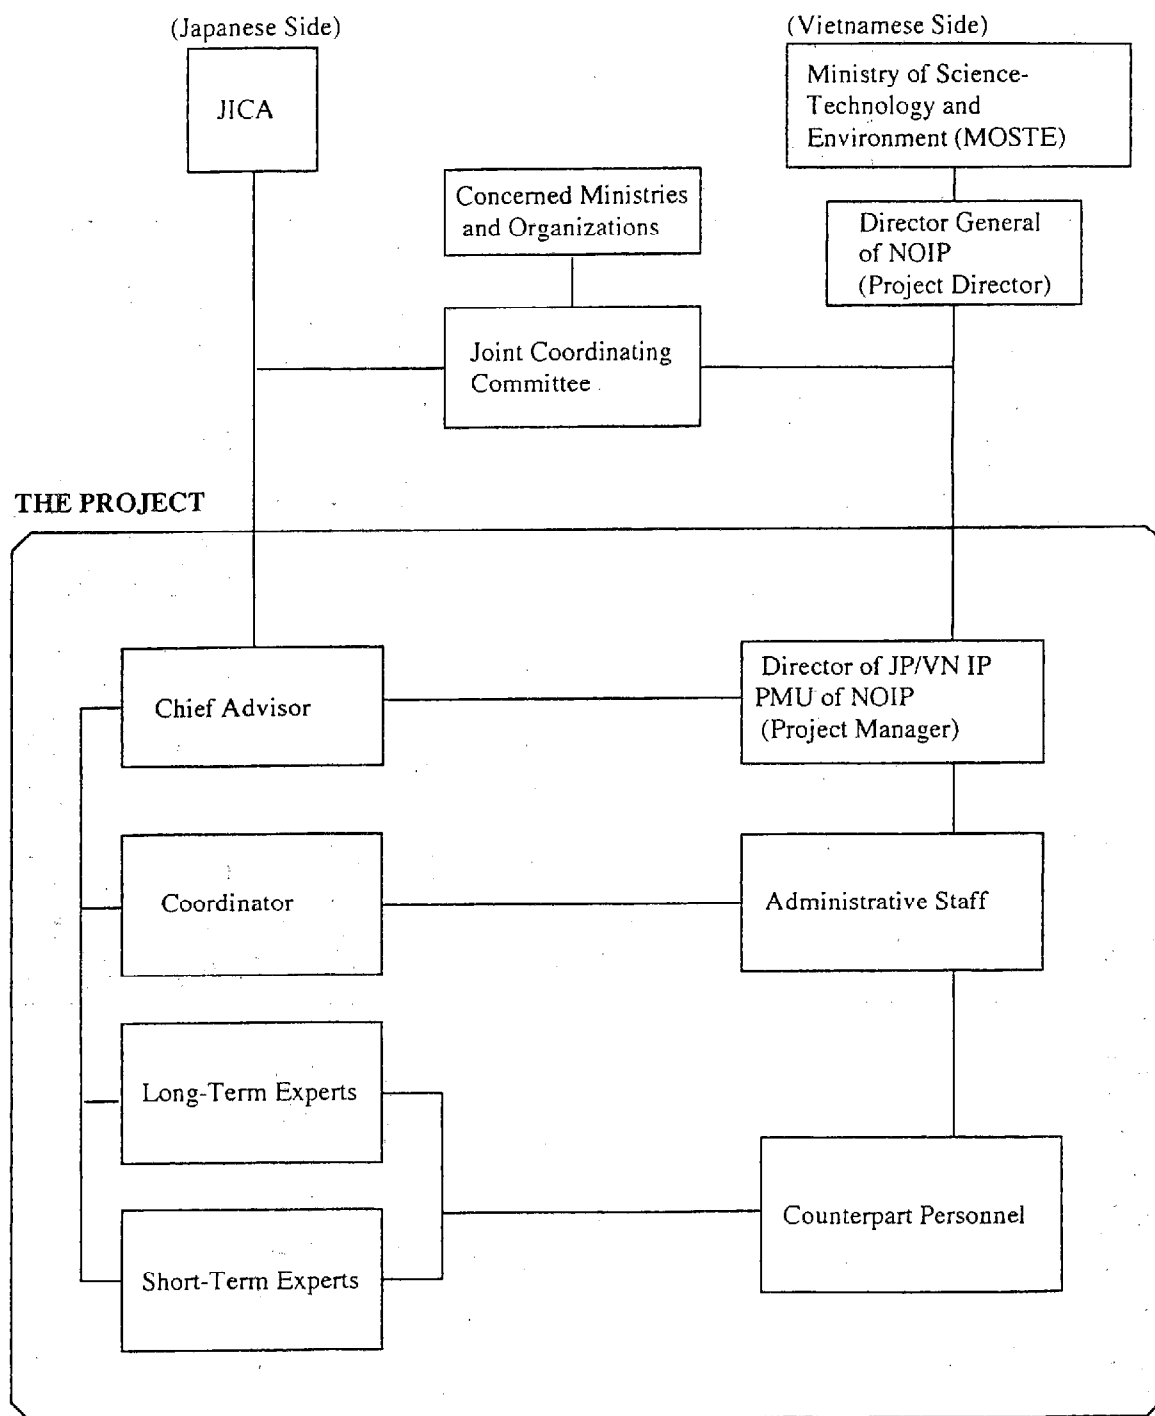 (Japanese Side)
(Vietnamese Side)
JICA
Ministry of Science-
Technology and
Environment (MOSTE)
Concerned Ministries
and Organizations
Director General
of NOIP
(Project Director)
Joint Coordinating
Committee
THE PROJECT
Chief Advisor
Director of JP/VN IP
PMU of NOIP
(Project Manager)
Coordinator
Administrative Staff
Long-Term Experts
Counterpart Personnel
Short-Term Experts